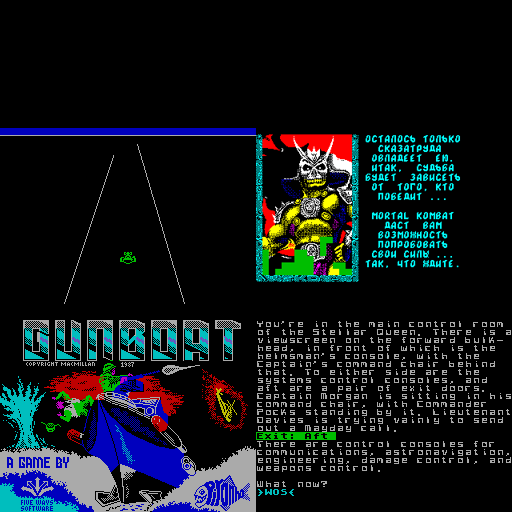 ОСТАЛОСЬ ТОЛЬКО
СКАЗАТРУДА
ОВЛАДЕЕТ ЕЮ.
ИТАК, СУДЬБА
БУДЕТ ЗАВИСЕТЬ
ОТ ТОГО, КТО
ПОБЕДИТ ...
MORTAL КОМВАТ
ДАСТ ВАМ
ВОЗМОЖНОСТЬ
ПОПРОБОВАТЬ
СВОИ СИЛЫ ...
ТАК, ЧТО ЖДИТЕ.
GUNBOAT
COPYRIGHT MACMILLAN 1987
A GAME BY
FIVE WAYS
SOFTWARE
You're in the main control room
of the Stellar Queen. There is a
viewscreen on the forward bulk-
head, in front of which is the
helmsman's console, with the
Captain's command chair behind
that. To either side are the
systems control consoles, and
aft are a pair of exit doors.
Captain Morgan is sitting in his
command chair, with Commander
Pocks standing by it. Lieutenant
Davies is trying vainly to send
out a Mayday call.
Exit: Aft
There are control consoles for
communications, astronavigation,
engineering, damage control, and
weapons control.
What now?
>WOS<